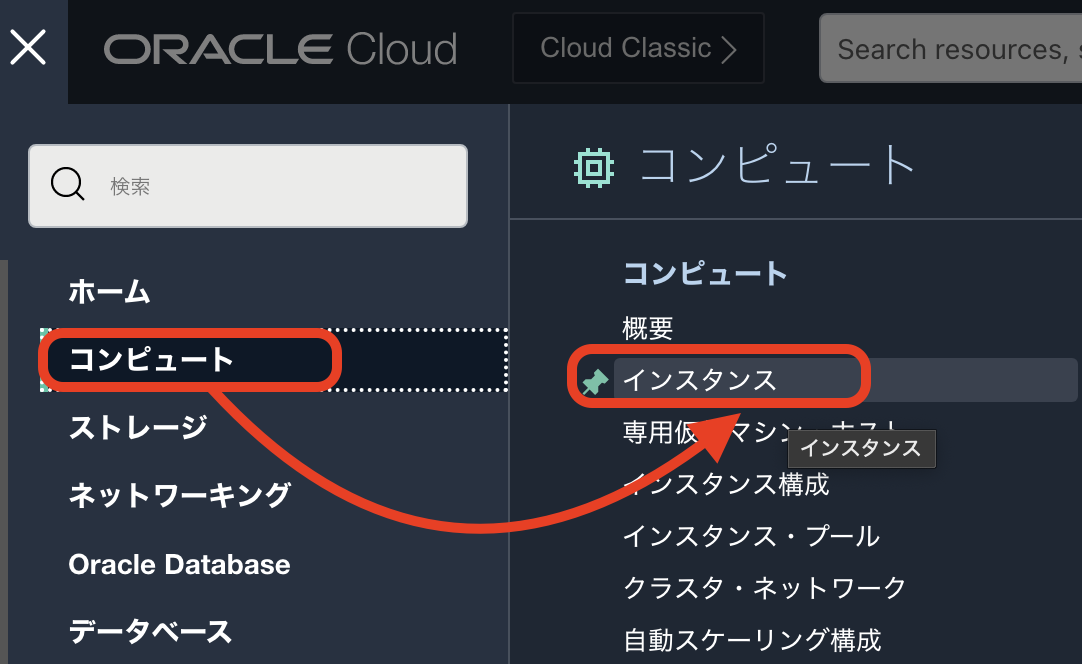 ORACLE Cloud
Cloud Classic
Search resources,
検索
ホーム
コンピュート
ストレージ
ネットワーキング
Oracle Database
データベース
コンピュート
コンピュート
概要
インスタンス
専用仮マシン・ホスト
インスタンス
インスタンス構成
インスタンス・プール
クラスタ・ネットワーク
自動スケーリング構成